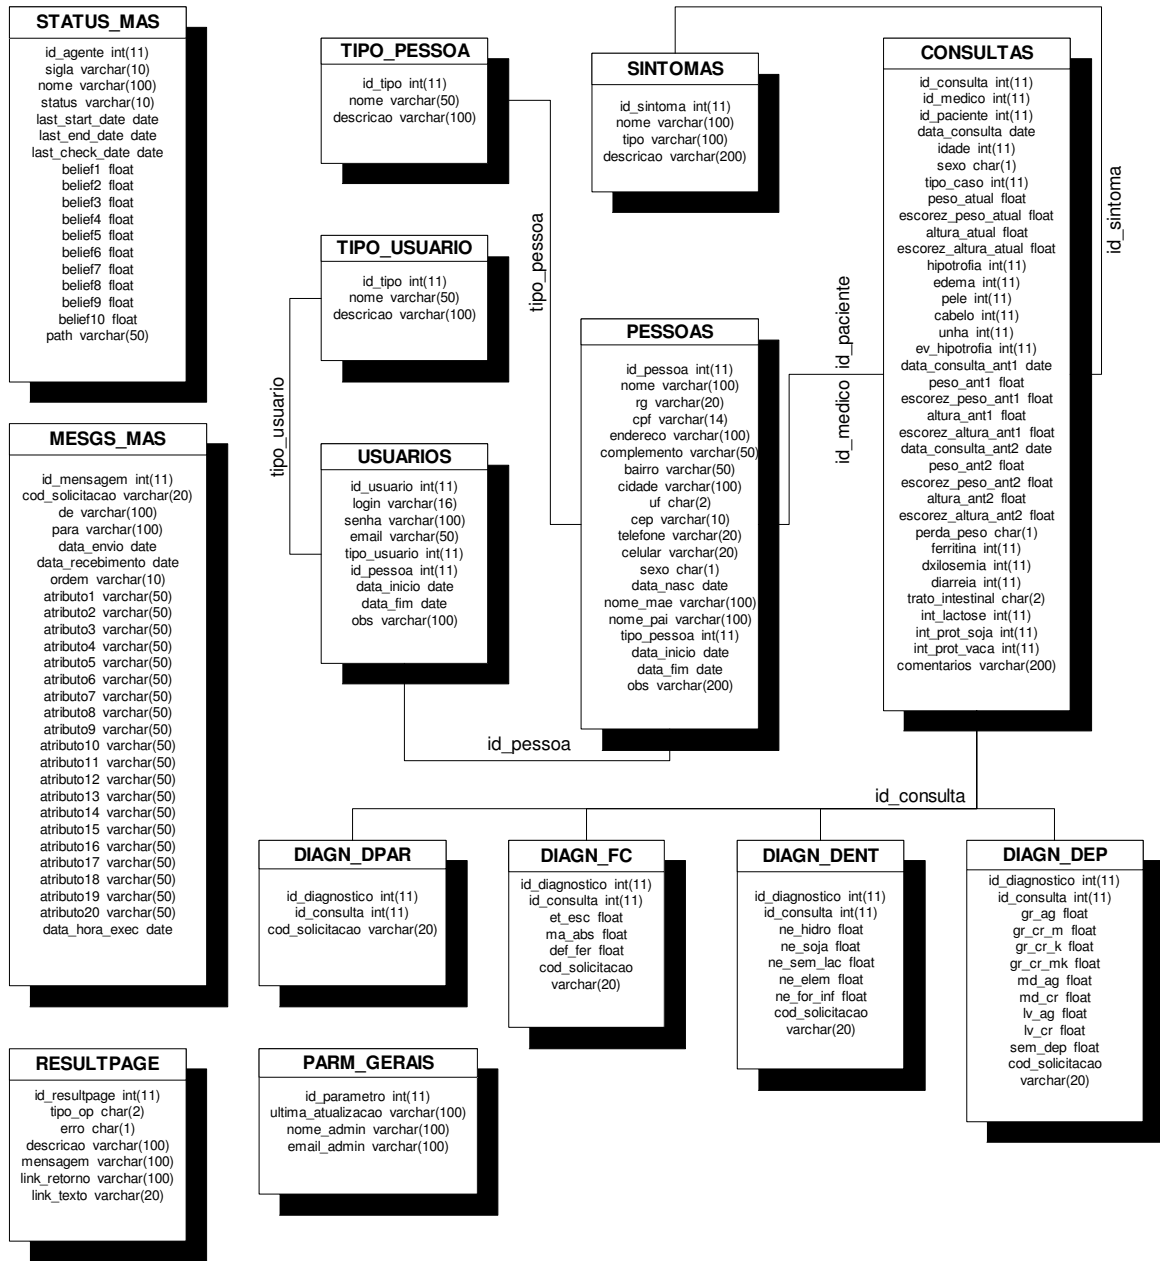 STATUS_MAS
id_agente int(11)
sigla varchar(10)
nome varchar(100)
status varchar(10)
last_start_date date
last_end_date date
last_check_date date
belief1 float
belief2 float
belief3 float
belief4 float
belief5 float
belief6 float
belief7 float
belief8 float
belief9 float
belief10 float
path varchar(50)
TIPO_PESSOA
id_tipo int(11)
nome varchar(50)
descricao varchar(100)
SINTOMAS
id_sintoma int(11)
nome varchar(100)
tipo varchar(100)
descricao varchar(200)
CONSULTAS
id_consulta int(11)
id_medico int(11)
id_paciente int(11)
data_consulta date
idade int(11)
sexo char(1)
tipo_caso int(11)
peso_atual float
escorez_peso_atual float
altura_atual float
escorez_altura_atual float
hipotrofia int(11)
edema int(11)
pele int(11)
cabelo int(11)
unha int(11)
ev_hipotrofia int(11)
data_consulta_ant1 date
peso_ant1 float
escorez_peso_ant1 float
altura_ant1 float
escorez_altura_ant1 float
data_consulta_ant2 date
peso_ant2 float
escorez_peso_ant2 float
altura_ant2 float
escorez_altura_ant2 float
perda_peso char(1)
ferritina int(11)
dxilosemia int(11)
diarreia int(11)
trato_intestinal char(2)
int_lactose int(11)
int_prot_soja int(11)
int_prot_vaca int(11)
comentarios varchar(200)
id_sintoma
TIPO_USUARIO
id_tipo int(11)
nome varchar(50)
descricao varchar(100)
tipo_pessoa
tipo_usuario
PESSOAS
id_pessoa int(11)
nome varchar(100)
rg varchar(20)
cpf varchar(14)
endereco varchar(100)
complemento varchar(50)
bairro varchar(50)
cidade varchar(100)
uf char(2)
cep varchar(10)
telefone varchar(20)
celular varchar(20)
sexo char(1)
data_nasc date
nome_mae varchar(100)
nome_pai varchar(100)
tipo_pessoa int(11)
data_inicio date
data_fim date
obs varchar(200)
id_medico id_paciente
MESGS_MAS
id_mensagem int(11)
cod_solicitacao varchar(20)
de varchar(100)
para varchar(100)
data_envio date
data_recebimento date
ordem varchar(10)
atributo1 varchar(50)
atributo2 varchar(50)
atributo3 varchar(50)
atributo4 varchar(50)
atributo5 varchar(50)
atributo6 varchar(50)
atributo7 varchar(50)
atributo8 varchar(50)
atributo9 varchar(50)
atributo10 varchar(50)
atributo11 varchar(50)
atributo12 varchar(50)
atributo13 varchar(50)
atributo14 varchar(50)
atributo15 varchar(50)
atributo16 varchar(50)
atributo17 varchar(50)
atributo18 varchar(50)
atributo19 varchar(50)
atributo20 varchar(50)
data_hora_exec date
USUARIOS
id_usuario int(11)
login varchar(16)
senha varchar(100)
email varchar(50)
tipo_usuario int(11)
id_pessoa int(11)
data_inicio date
data_fim date
obs varchar(100)
id_pessoa
id_consulta
DIAGN_DPAR
id_diagnostico int(11)
id_consulta int(11)
cod_solicitacao varchar(20)
DIAGN_FC
id_diagnostico int(11)
id_consulta int(11)
et_esc float
ma_abs float
def_fer float
cod_solicitacao
varchar(20)
DIAGN_DENT
id_diagnostico int(11)
id_consulta int(11)
ne_hidro float
ne_soja float
ne_sem_lac float
ne_elem float
ne_for_inf float
cod_solicitacao
varchar(20)
DIAGN_DEP
id_diagnostico int(11)
id_consulta int(11)
gr_ag float
gr_cr_m float
gr_cr_k float
gr_cr_mk float
md_ag float
md_cr float
lv_ag float
lv_cr float
sem_dep float
cod_solicitacao
varchar(20)
RESULTPAGE
id_resultpage int(11)
tipo_op char(2)
erro char(1)
descricao varchar(100)
mensagem varchar(100)
link_retorno varchar(100)
link_texto varchar(20)
PARM_GERAIS
id_parametro int(11)
ultima_atualizacao varchar(100)
nome_admin varchar(100)
email_admin varchar(100)